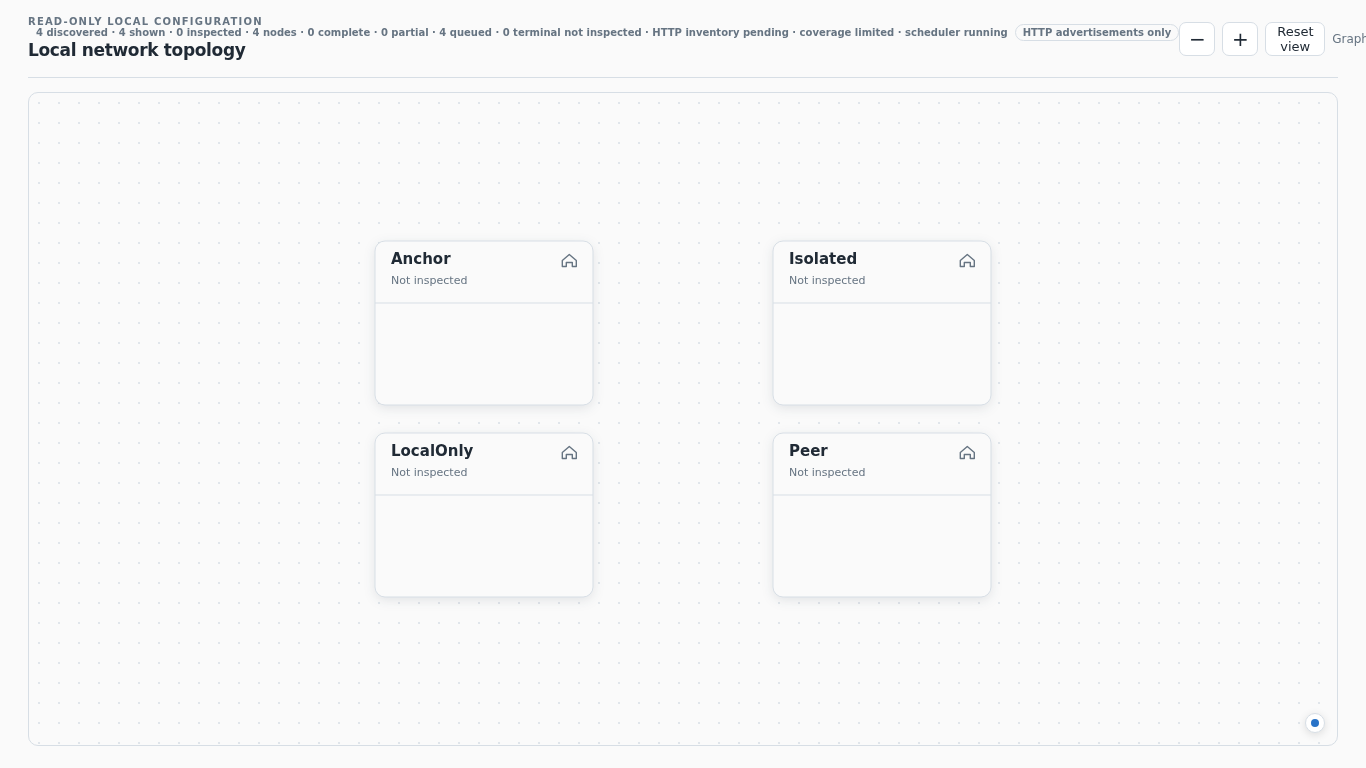 READ-ONLY LOCAL CONFIGURATION
4 discovered · 4 shown · 0 inspected · 4 nodes · 0 complete · 0 partial · 4 queued · 0 terminal not inspected · HTTP inventory pending · coverage limited · scheduler running
HTTP advertisements only
−
+
Reset
view
Graph
Local network topology
Anchor
Not inspected
Isolated
Not inspected
LocalOnly
Not inspected
Peer
Not inspected